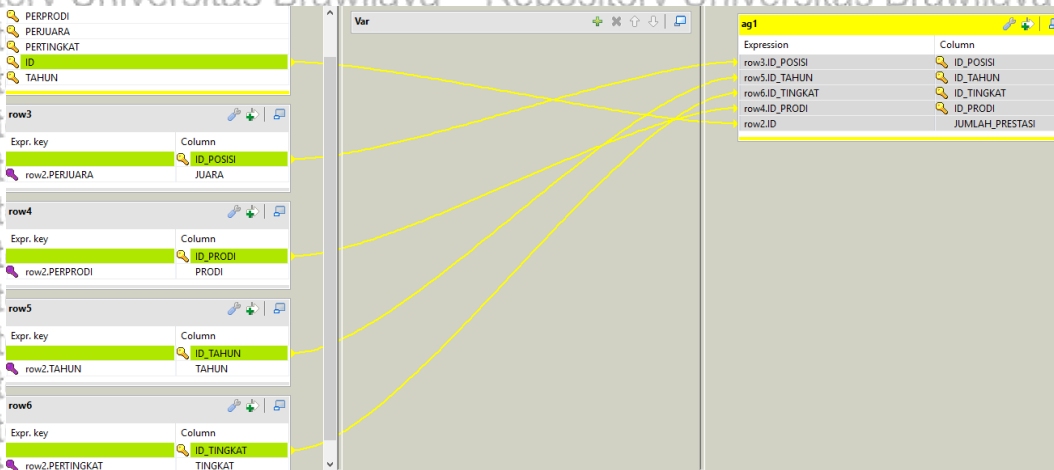 Repository Universitas Brawijaya
PERPRODI
PERJUARA
PERTINGKAT
ID
TAHUN
row3
Expr. key Column
ID_POSISI
row2.PERJUARA JUARA
row4
Expr. key Column
ID_PRODI
row2.PERPRODI PRODI
row5
Expr. key Column
ID_TAHUN
row2.TAHUN TAHUN
row6
Expr. key Column
ID_TINGKAT
row2.PERTINGKAT TINGKAT
Var
ag1
Expression Column
row3.ID_POSISI ID_POSISI
row5.ID_TAHUN ID_TAHUN
row6.ID_TINGKAT ID_TINGKAT
row4.ID_PRODI ID_PRODI
row2.ID JUMLAH_PRESTASI